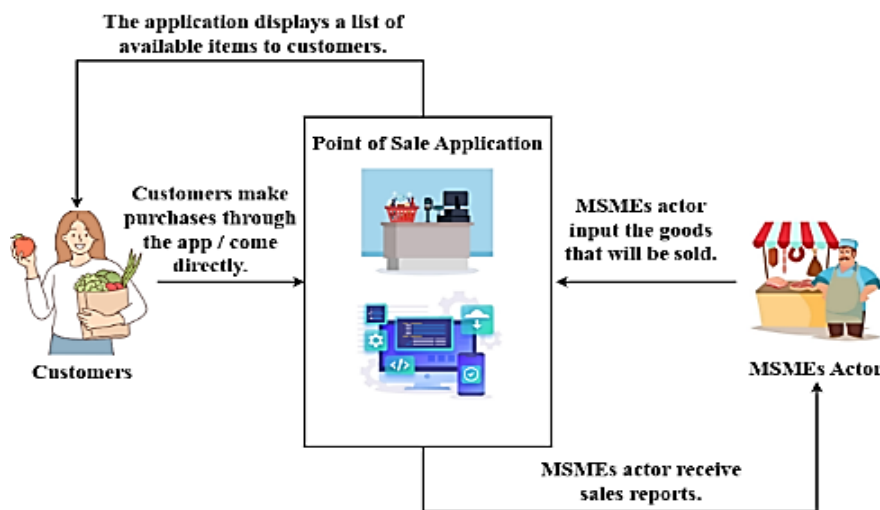 The application displays a list of
available items to customers.
Point of Sale Application
Customers make
purchases through
the app / come
directly.
MSMEs actor
input the goods
that will be sold.
Customers
MSMEs Actor
MSMEs actor receive
sales reports.